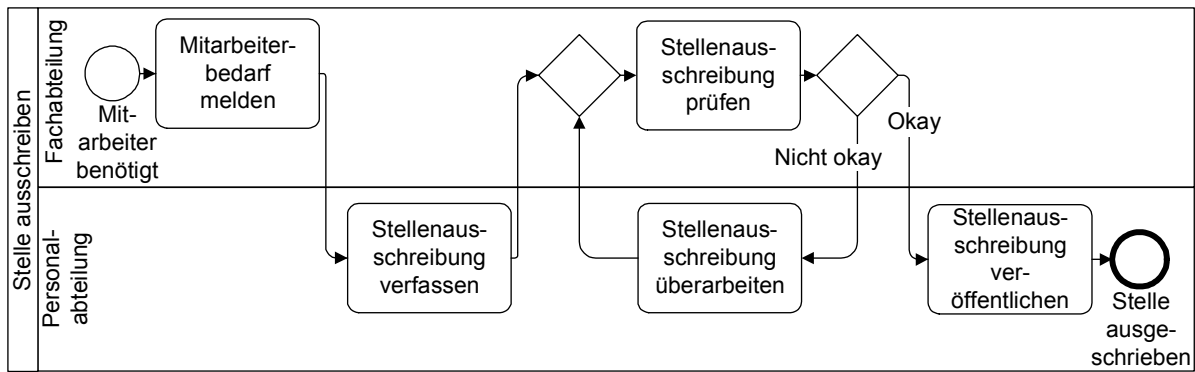 Stelle ausschreiben
Fachabteilung
Mit-
arbeiter
benötigt
Mitarbeiter-
bedarf
melden
Stellenaus-
schreibung
prüfen
Okay
Nicht okay
Personal-
abteilung
Stellenaus-
schreibung
verfassen
Stellenaus-
schreibung
überarbeiten
Stellenaus-
schreibung
ver-
öffentlichen
Stelle
ausge-
schrieben